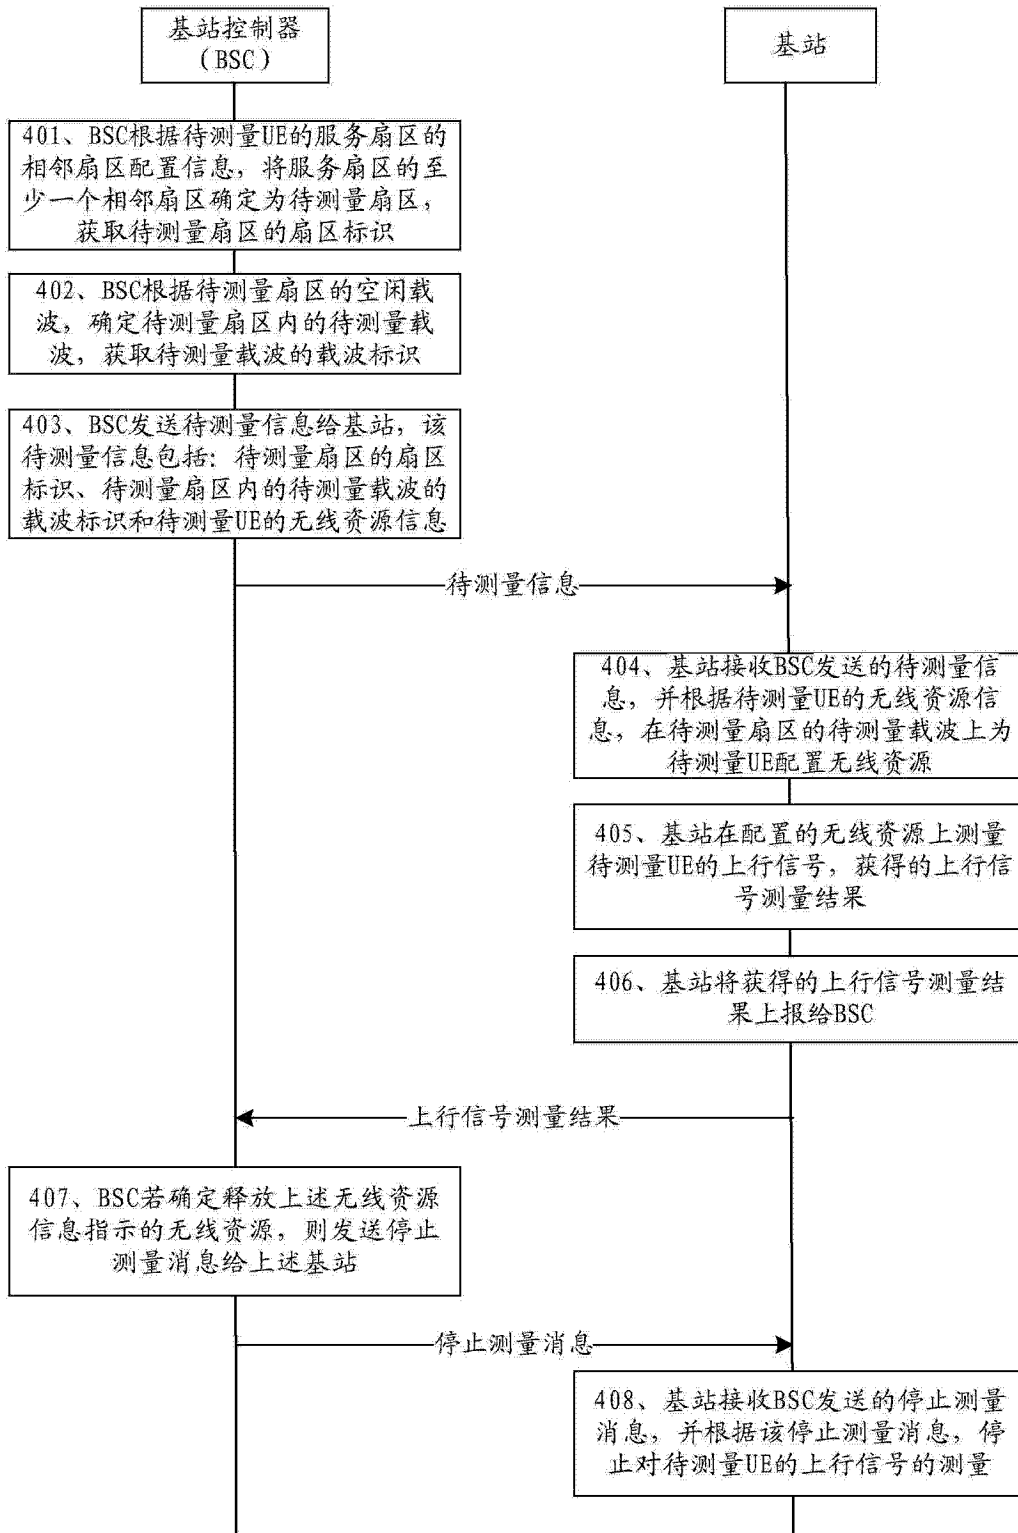 基站控制器
（BSC）
基站
401、BSC根据待测量UE的服务扇区的
相邻扇区配置信息，将服务扇区的至
少一个相邻扇区确定为待测量扇区，
获取待测量扇区的扇区标识
402、BSC根据待测量扇区的空闲载
波，确定待测量扇区内的待测量载
波，获取待测量载波的载波标识
403、BSC发送待测量信息给基站，该
待测量信息包括：待测量扇区的扇区
标识、待测量扇区内的待测量载波的
载波标识和待测量UE的无线资源信息
待测量信息
404、基站接收BSC发送的待测量信
息，并根据待测量UE的无线资源信
息，在待测量扇区的待测量载波上为
待测量UE配置无线资源
405、基站在配置的无线资源上测量
待测量UE的上行信号，获得的上行信
号测量结果
406、基站将获得的上行信号测量结
果上报给BSC
上行信号测量结果
407、BSC若确定释放上述无线资源
信息指示的无线资源，则发送停止
测量消息给上述基站
停止测量消息
408、基站接收BSC发送的停止测量
消息，并根据该停止测量消息，停
止对待测量UE的上行信号的测量